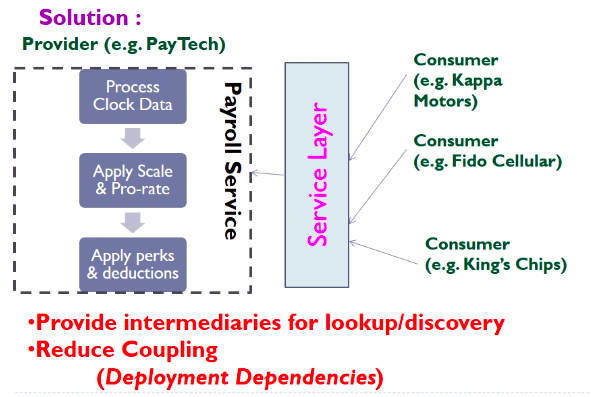 Solution :
Provider (e.g. PayTech)
Process
Clock Data
Apply Scale
& Pro-rate
Apply perks
& deductions
Payroll Service
Service Layer
Consumer
(e.g. Kappa
Motors)
Consumer
(e.g. Fido Cellular)
Consumer
(e.g. King's Chips)
•Provide intermediaries for lookup/discovery
•Reduce Coupling
(Deployment Dependencies)